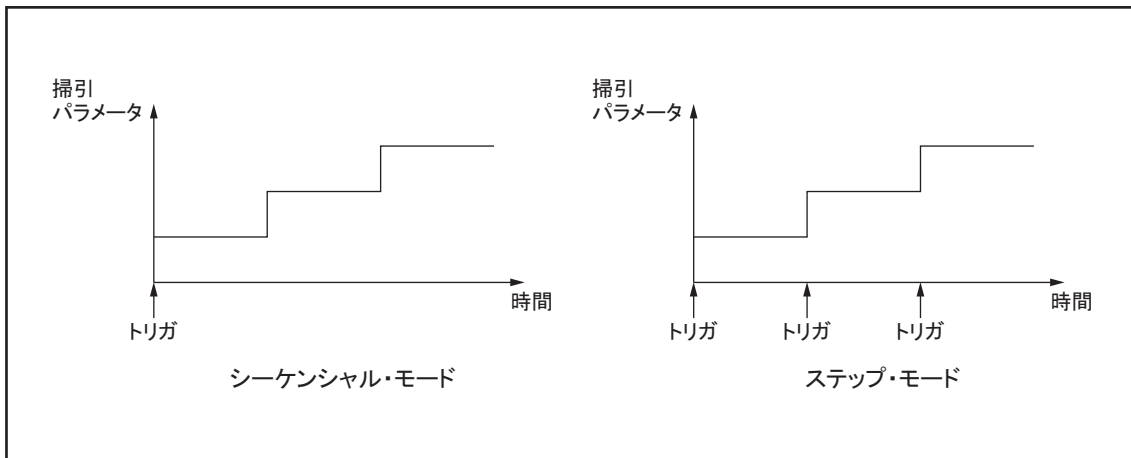 掃引
パラメータ
時間
トリガ
シーケンシャル・モード
掃引
パラメータ
時間
トリガ
トリガ
トリガ
ステップ・モード